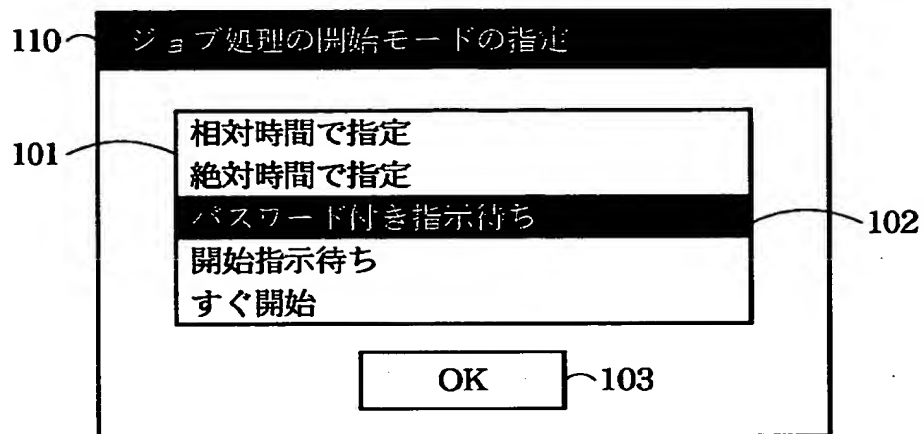 110 ジョブ処理の開始モードの指定
101 相対時間で指定
絶対時間で指定
パスワード付き指示待ち 102
開始指示待ち
すぐ開始
OK 103